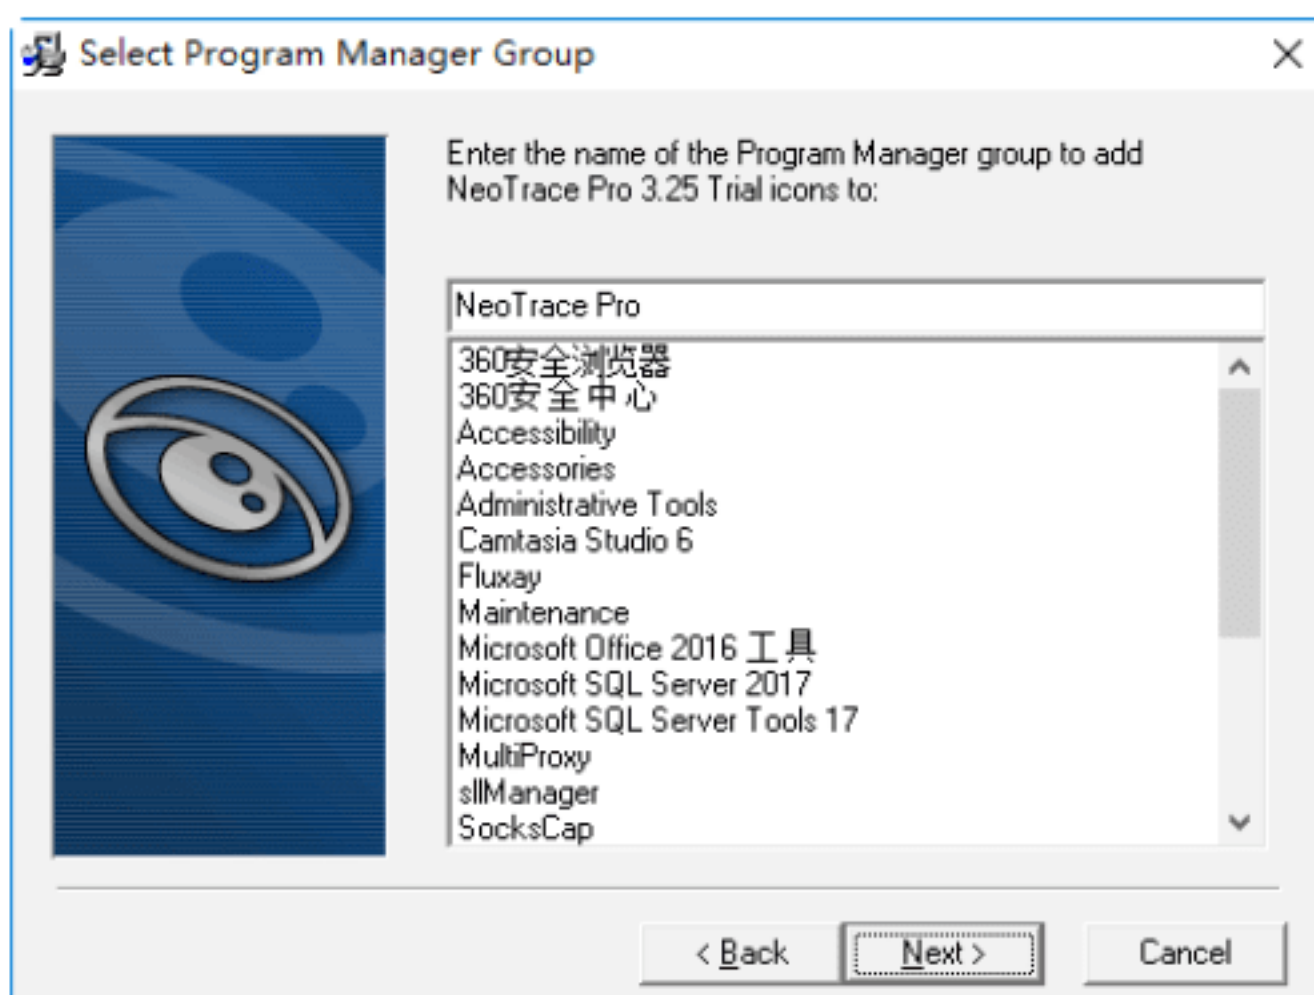 Select Program Manager Group
Enter the name of the Program Manager group to add
NeoTrace Pro 3.25 Trial icons to:
NeoTrace Pro
360安全浏览器
360安全中心
Accessibility
Accessories
Administrative Tools
Camtasia Studio 6
Fluxay
Maintenance
Microsoft Office 2016 工具
Microsoft SQL Server 2017
Microsoft SQL Server Tools 17
MultiProxy
sllManager
SocksCap
< Back
Next >
Cancel